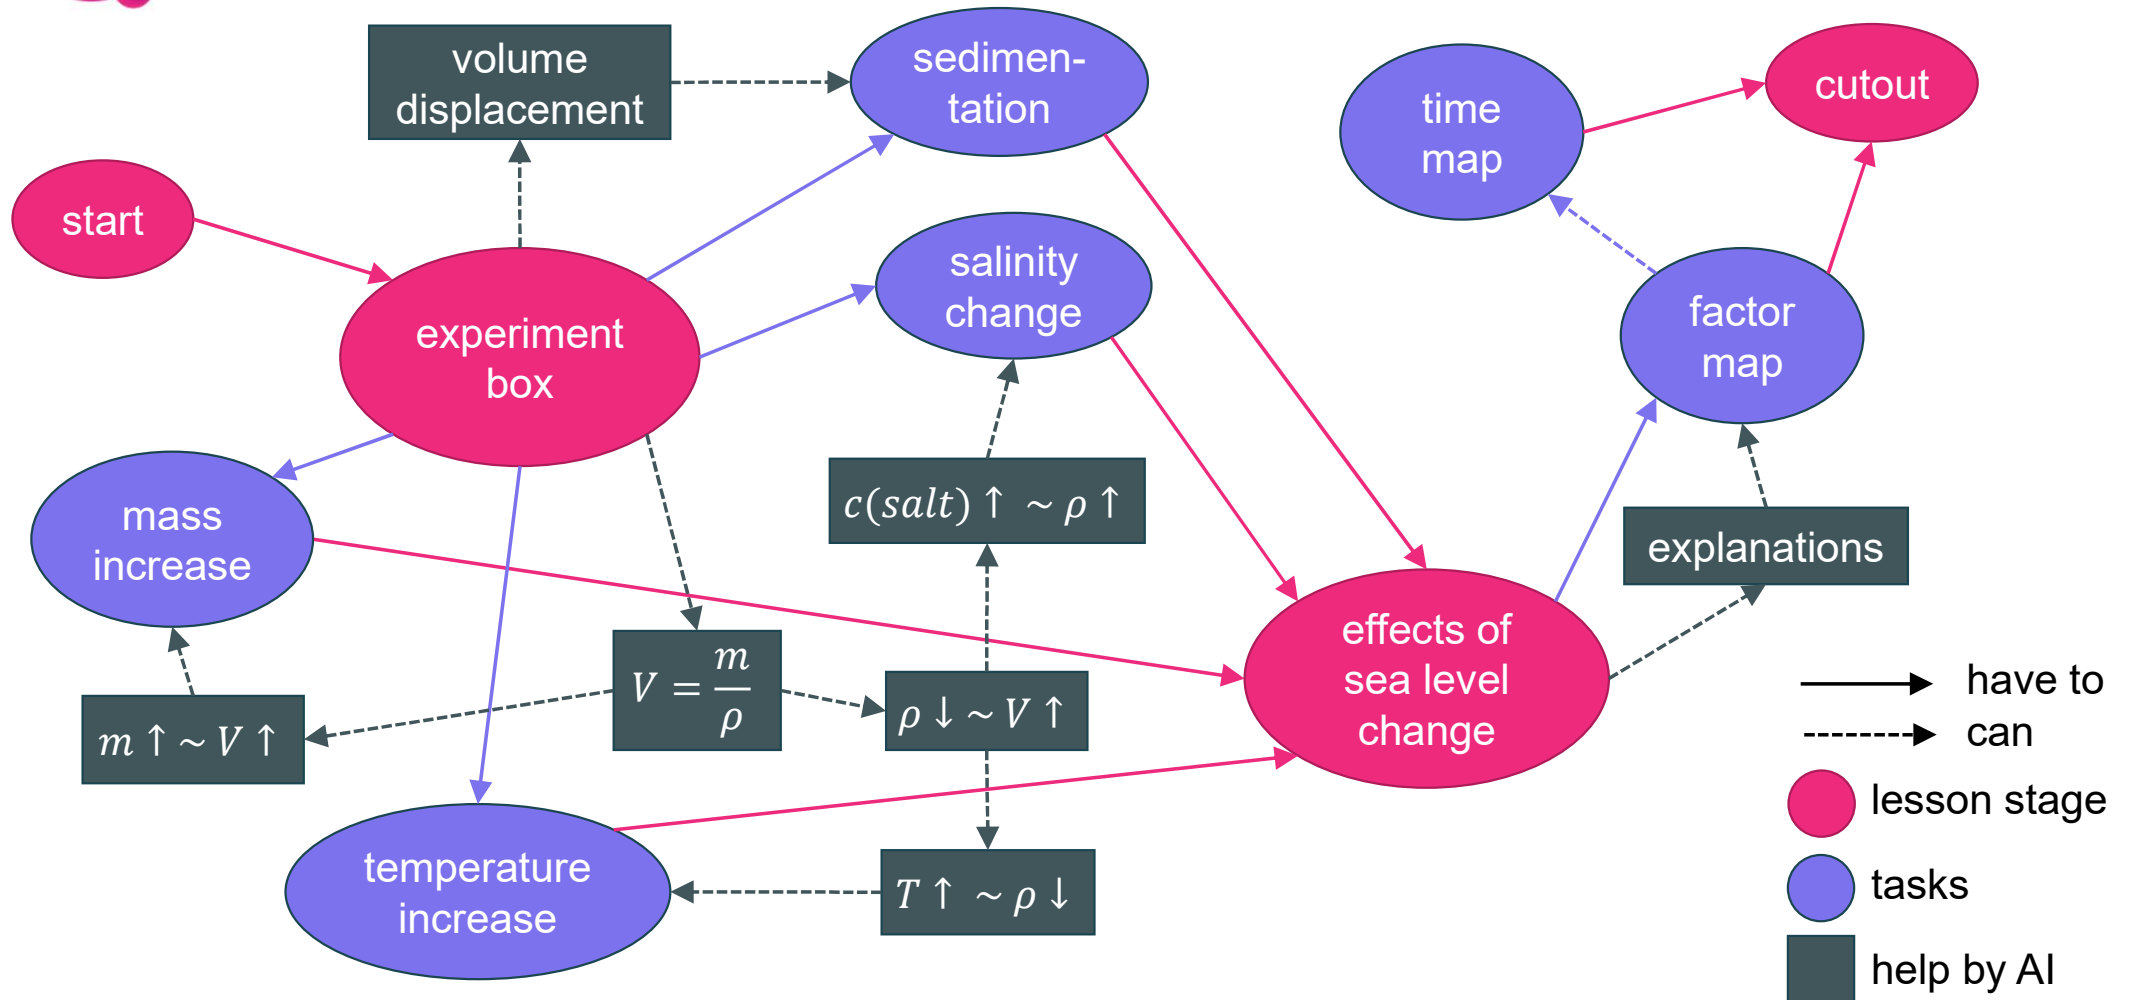 volume
displacement
sedimen-
tation
time
map
cutout
start
salinity
change
experiment
box
factor
map
mass
increase
c(salt) ↑ ~ ρ ↑
explanations
effects of
sea level
change
V = m/ρ
m ↑ ~ V ↑
ρ ↓ ~ V ↑
temperature
increase
T ↑ ~ ρ ↓
have to
can
lesson stage
tasks
help by AI